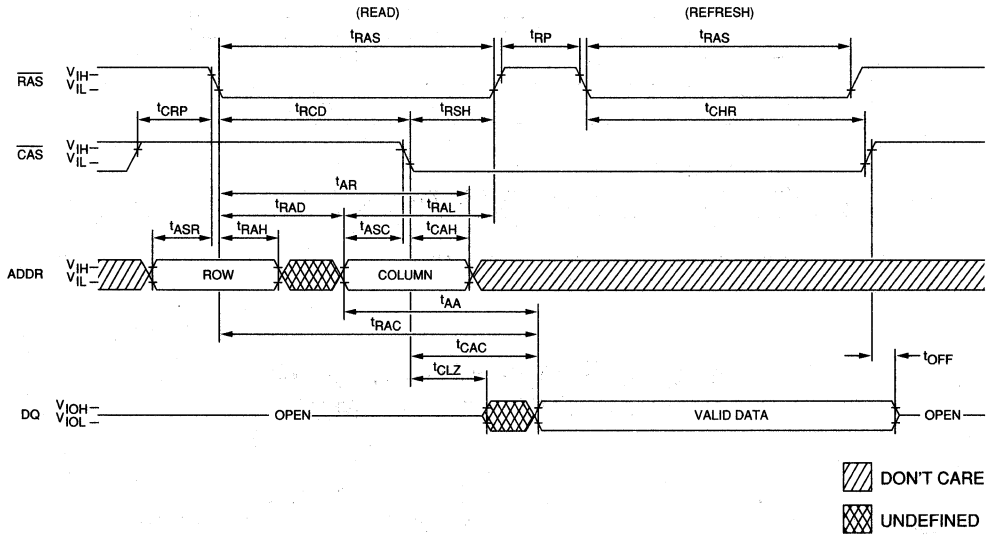 (READ) (REFRESH)
tRAS tRP tRAS
RAS VIH
VIL
tCRP tRCD tRSH tCHR
CAS VIH
VIL
tAR
tRAD tRAL
tASR tRAH tASC tCAH
ADDR VIH
VIL
ROW COLUMN
tAA
tRAC
tCAC
tCLZ tOFF
DQ VIOH
VIOL
OPEN VALID DATA OPEN
DON'T CARE
UNDEFINED